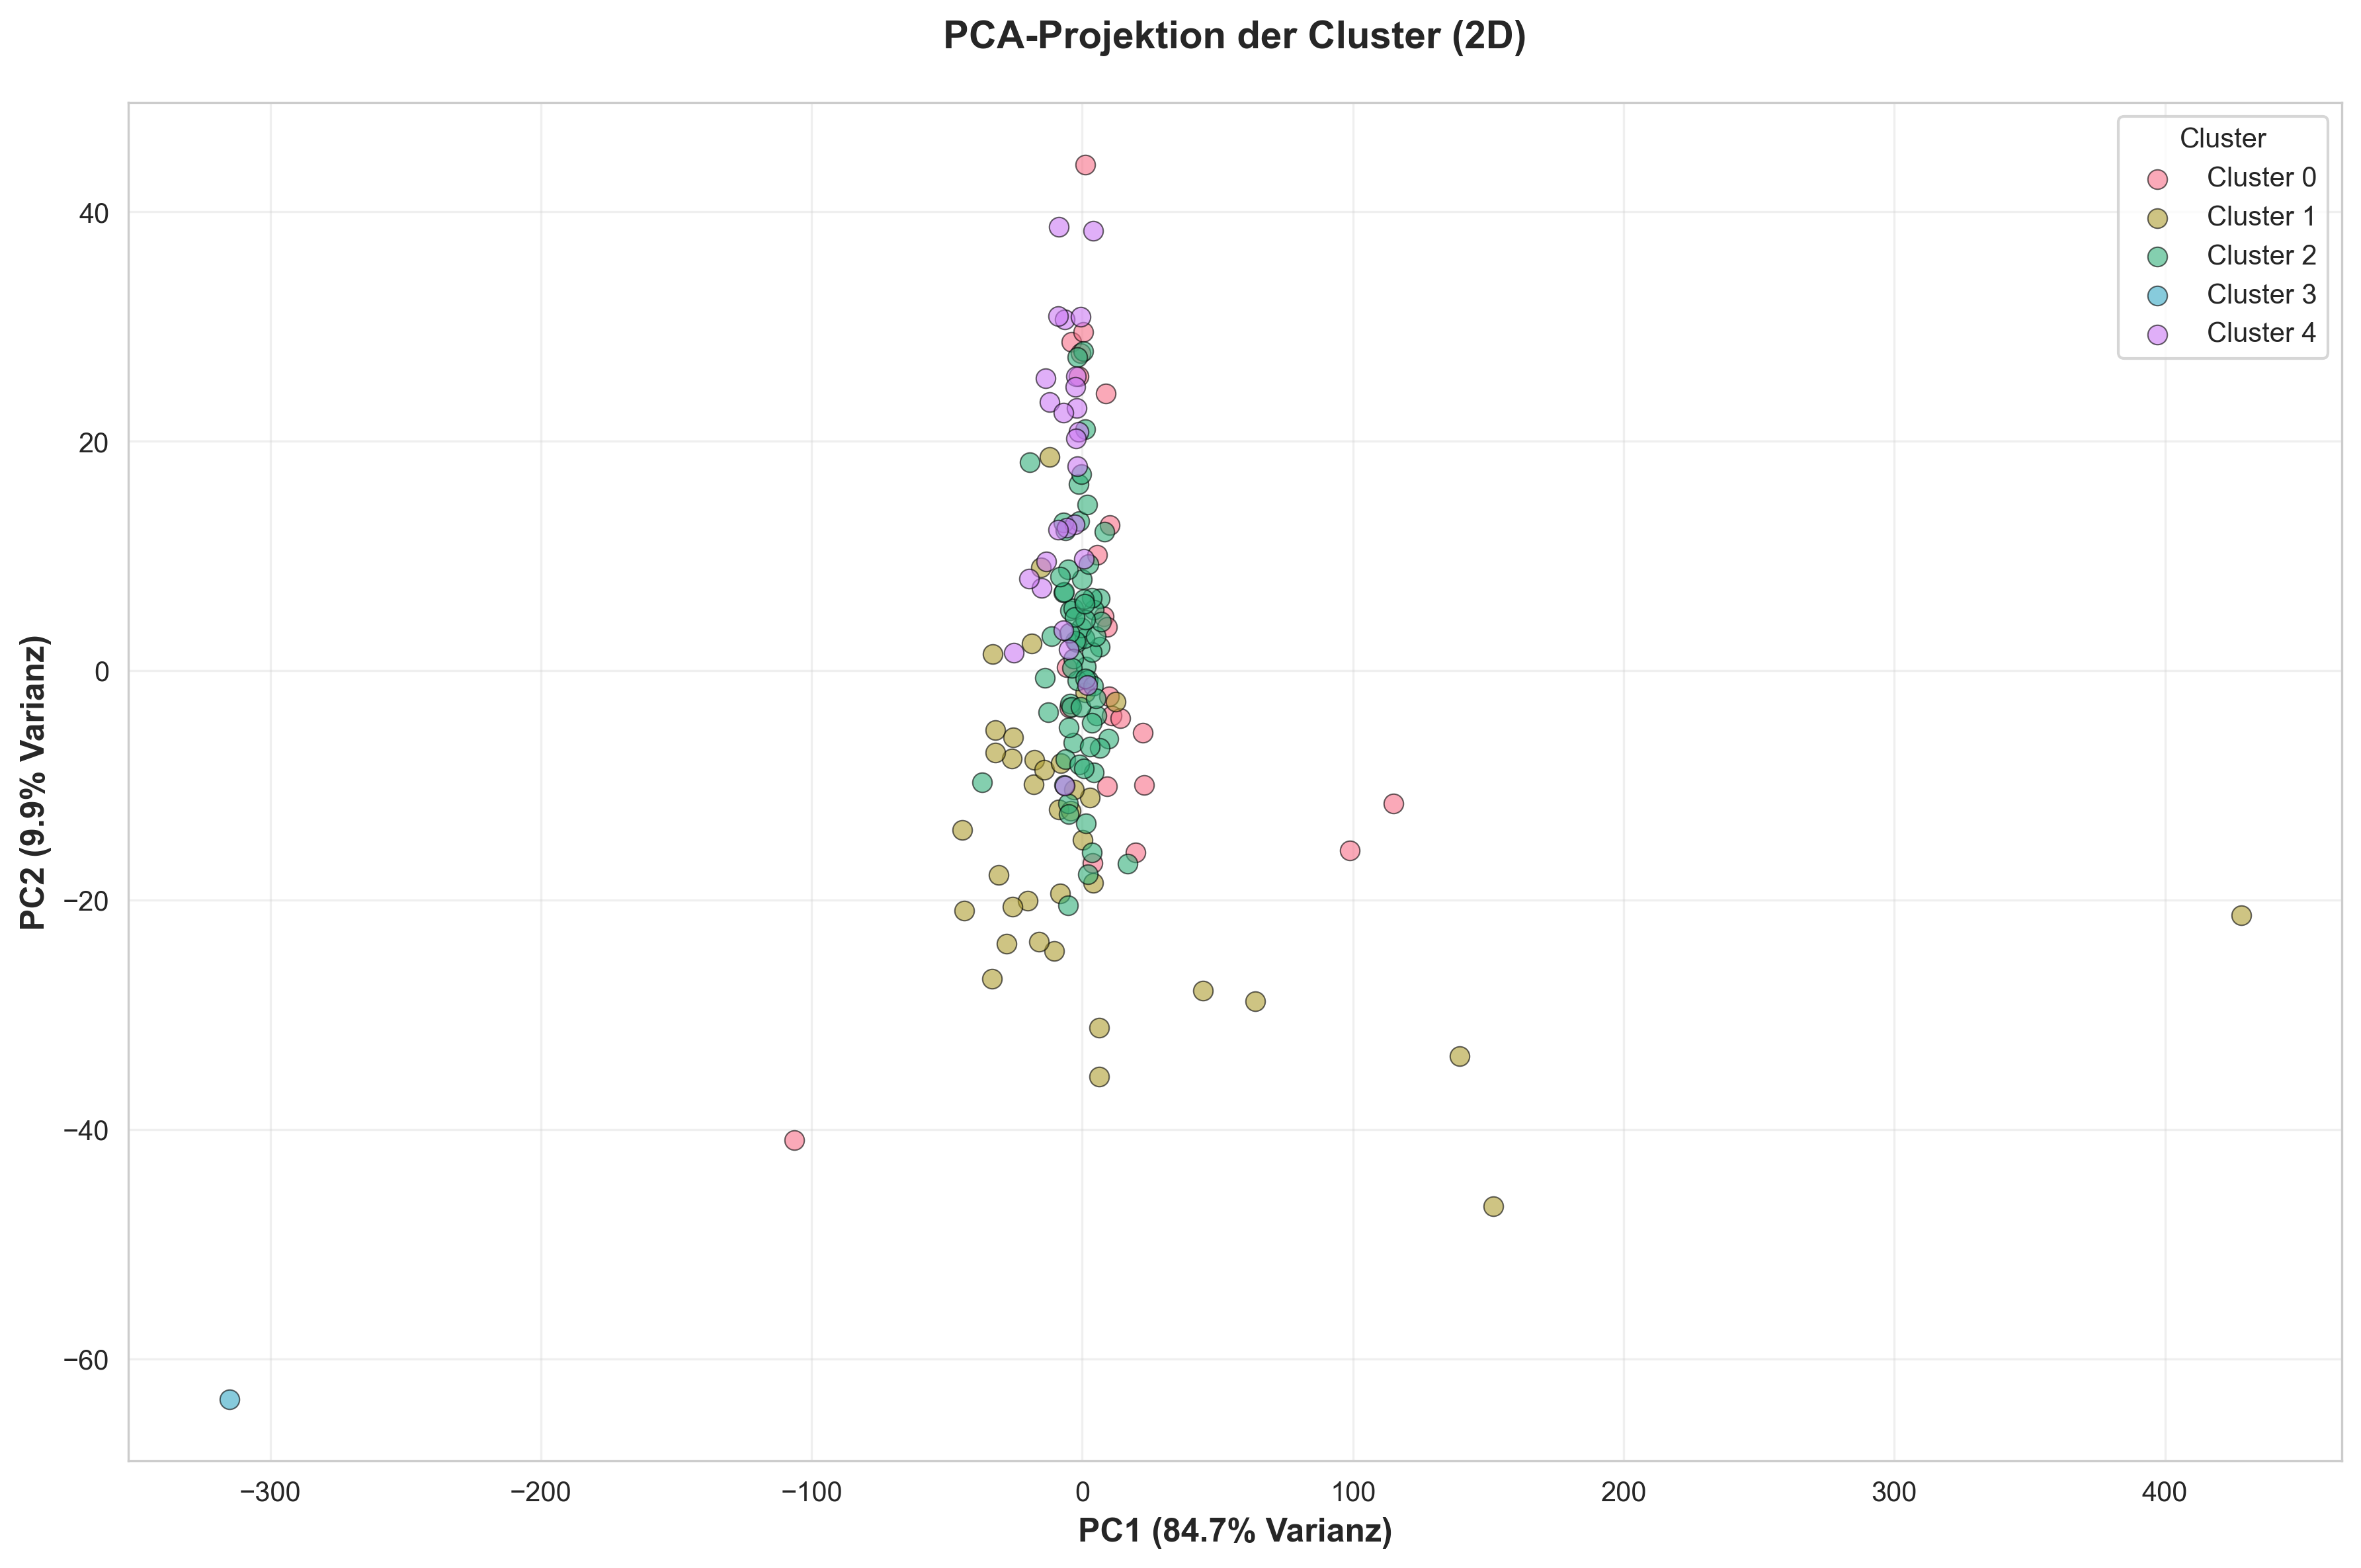 PCA-Projektion der Cluster (2D)
Cluster
Cluster 0
Cluster 1
Cluster 2
Cluster 3
Cluster 4
40
20
0
−20
−40
−60
PC2 (9.9% Varianz)
−300
−200
−100
0
100
200
300
400
PC1 (84.7% Varianz)